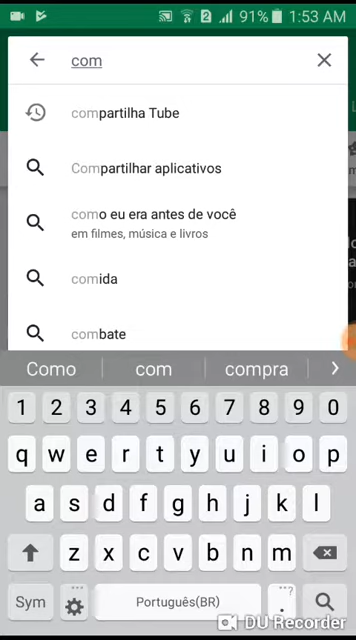 2 91% 1:53 AM
com
compartilha Tube
Compartilhar aplicativos
como eu era antes de você
em filmes, música e livros
comida
combate
Como com compra
1 2 3 4 5 6 7 8 9 0
q w e r t y u i o p
a s d f g h j k l
z x c v b n m
Sym Português(BR) . ...?
DU Recorder